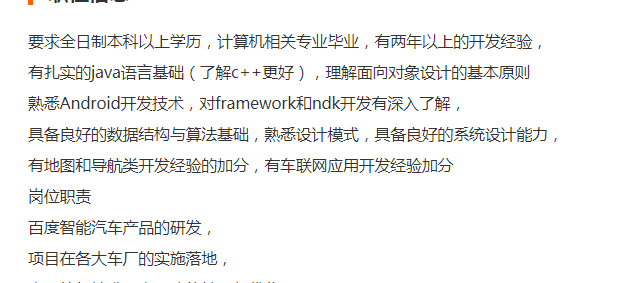 要求全日制本科以上学历，计算机相关专业毕业，有两年以上的开发经验，
有扎实的java语言基础（了解c++更好），理解面向对象设计的基本原则
熟悉Android开发技术，对framework和ndk开发有深入了解，
具备良好的数据结构与算法基础，熟悉设计模式，具备良好的系统设计能力，
有地图和导航类开发经验的加分，有车联网应用开发经验加分
岗位职责
百度智能汽车产品的研发，
项目在各大车厂的实施落地，